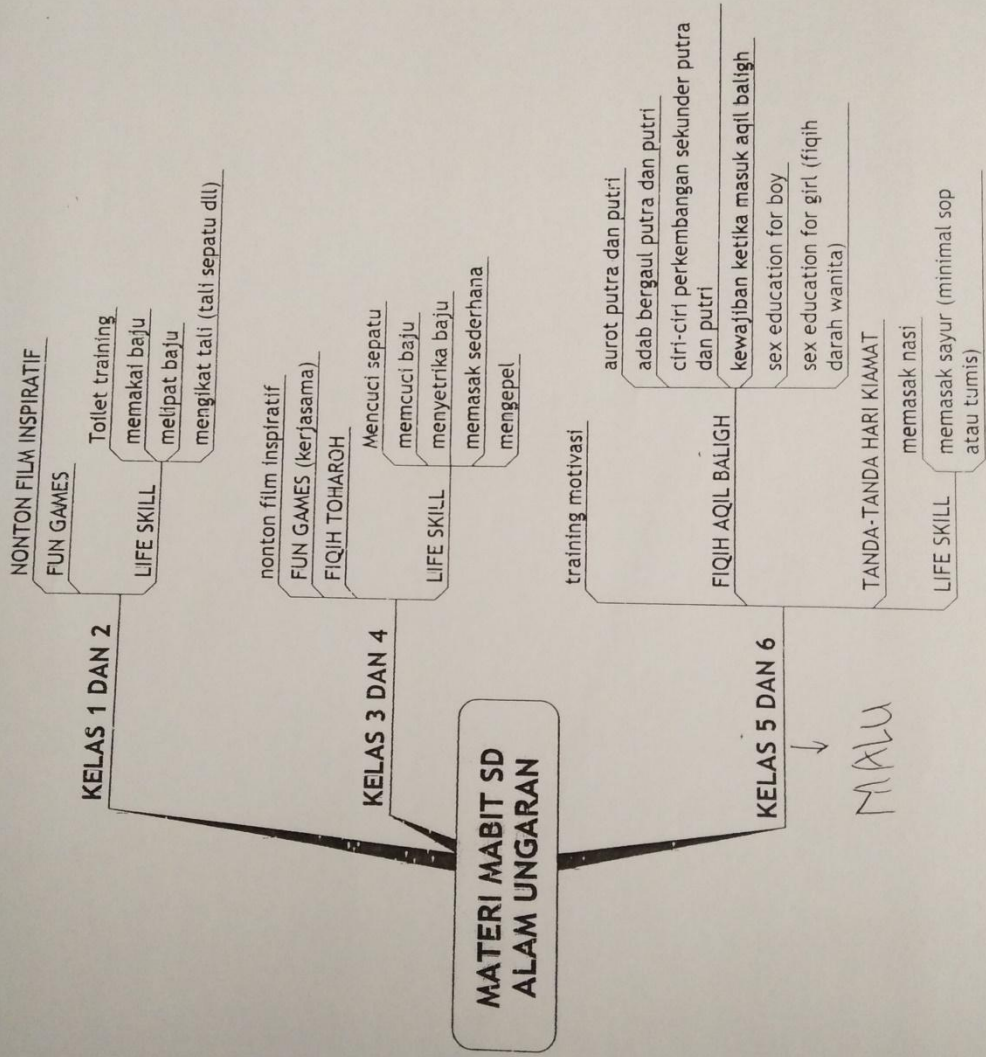 MATERI MABIT SD
ALAM UNGARAN
KELAS 1 DAN 2
NONTON FILM INSPIRATIF
FUN GAMES
LIFE SKILL
Toilet training
memakai baju
melipat baju
mengikat tali (tali sepatu dll)
KELAS 3 DAN 4
nonton film inspiratif
FUN GAMES (kerjasama)
FIQIH TOHAROH
LIFE SKILL
Mencuci sepatu
memcuci baju
menyetrika baju
memasak sederhana
mengepel
KELAS 5 DAN 6
MALU
training motivasi
FIQIH AQIL BALIGH
aurot putra dan putri
adab bergaul putra dan putri
ciri-ciri perkembangan sekunder putra
dan putri
kewajiban ketika masuk aqil baligh
sex education for boy
sex education for girl (fiqih
darah wanita)
TANDA-TANDA HARI KIAMAT
LIFE SKILL
memasak nasi
memasak sayur (minimal sop
atau tumis)